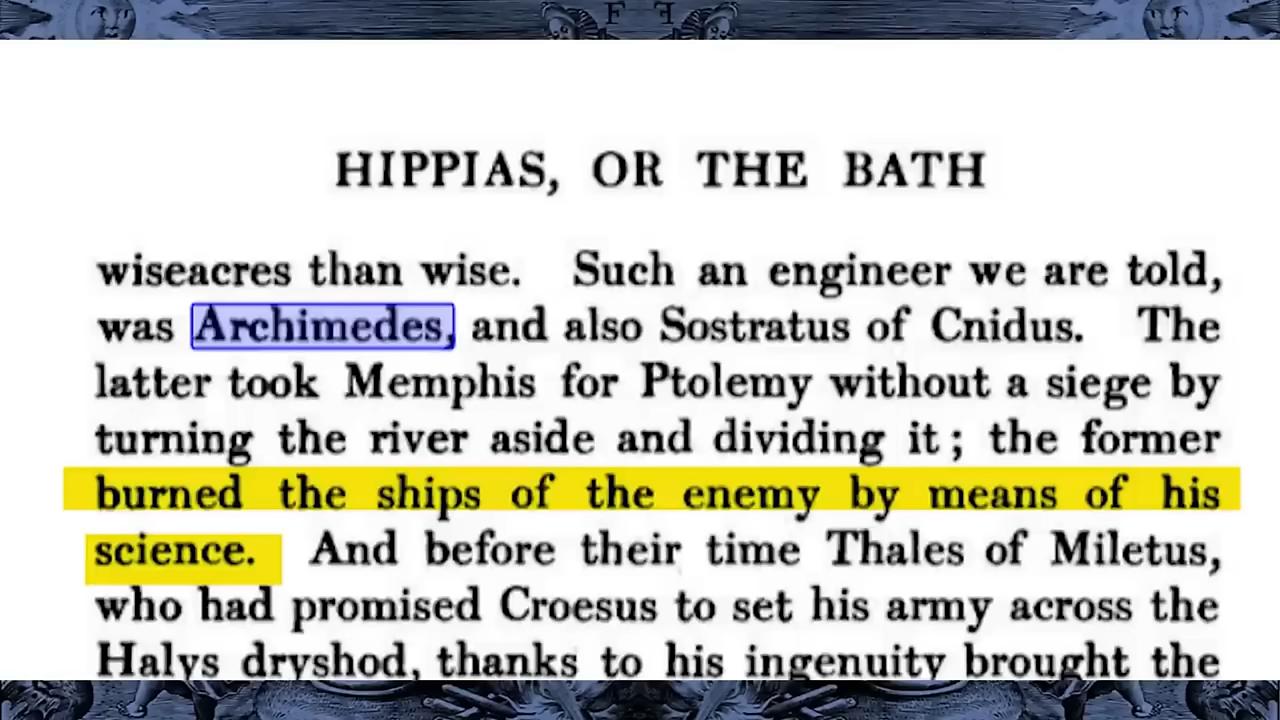 F F
HIPPIAS, OR THE BATH
wiseacres than wise. Such an engineer we are told,
was Archimedes, and also Sostratus of Cnidus. The
latter took Memphis for Ptolemy without a siege by
turning the river aside and dividing it; the former
burned the ships of the enemy by means of his
science. And before their time Thales of Miletus,
who had promised Croesus to set his army across the
Halys dryshod, thanks to his ingenuity brought the